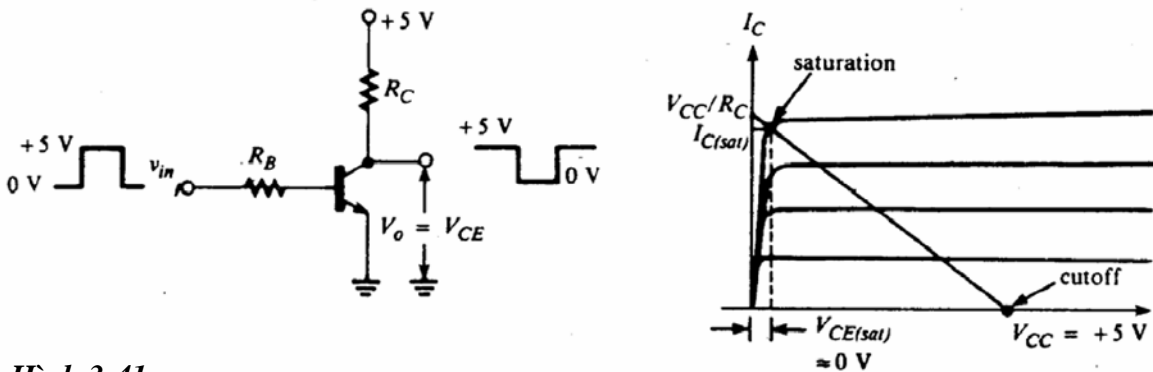 +5 V
R_C
+5 V
0 V
v_in
R_B
V_o = V_CE
+5 V
0 V
I_C
saturation
V_CC/R_C
I_C(sat)
cutoff
V_CE(sat)
≈0 V
V_CC = +5 V